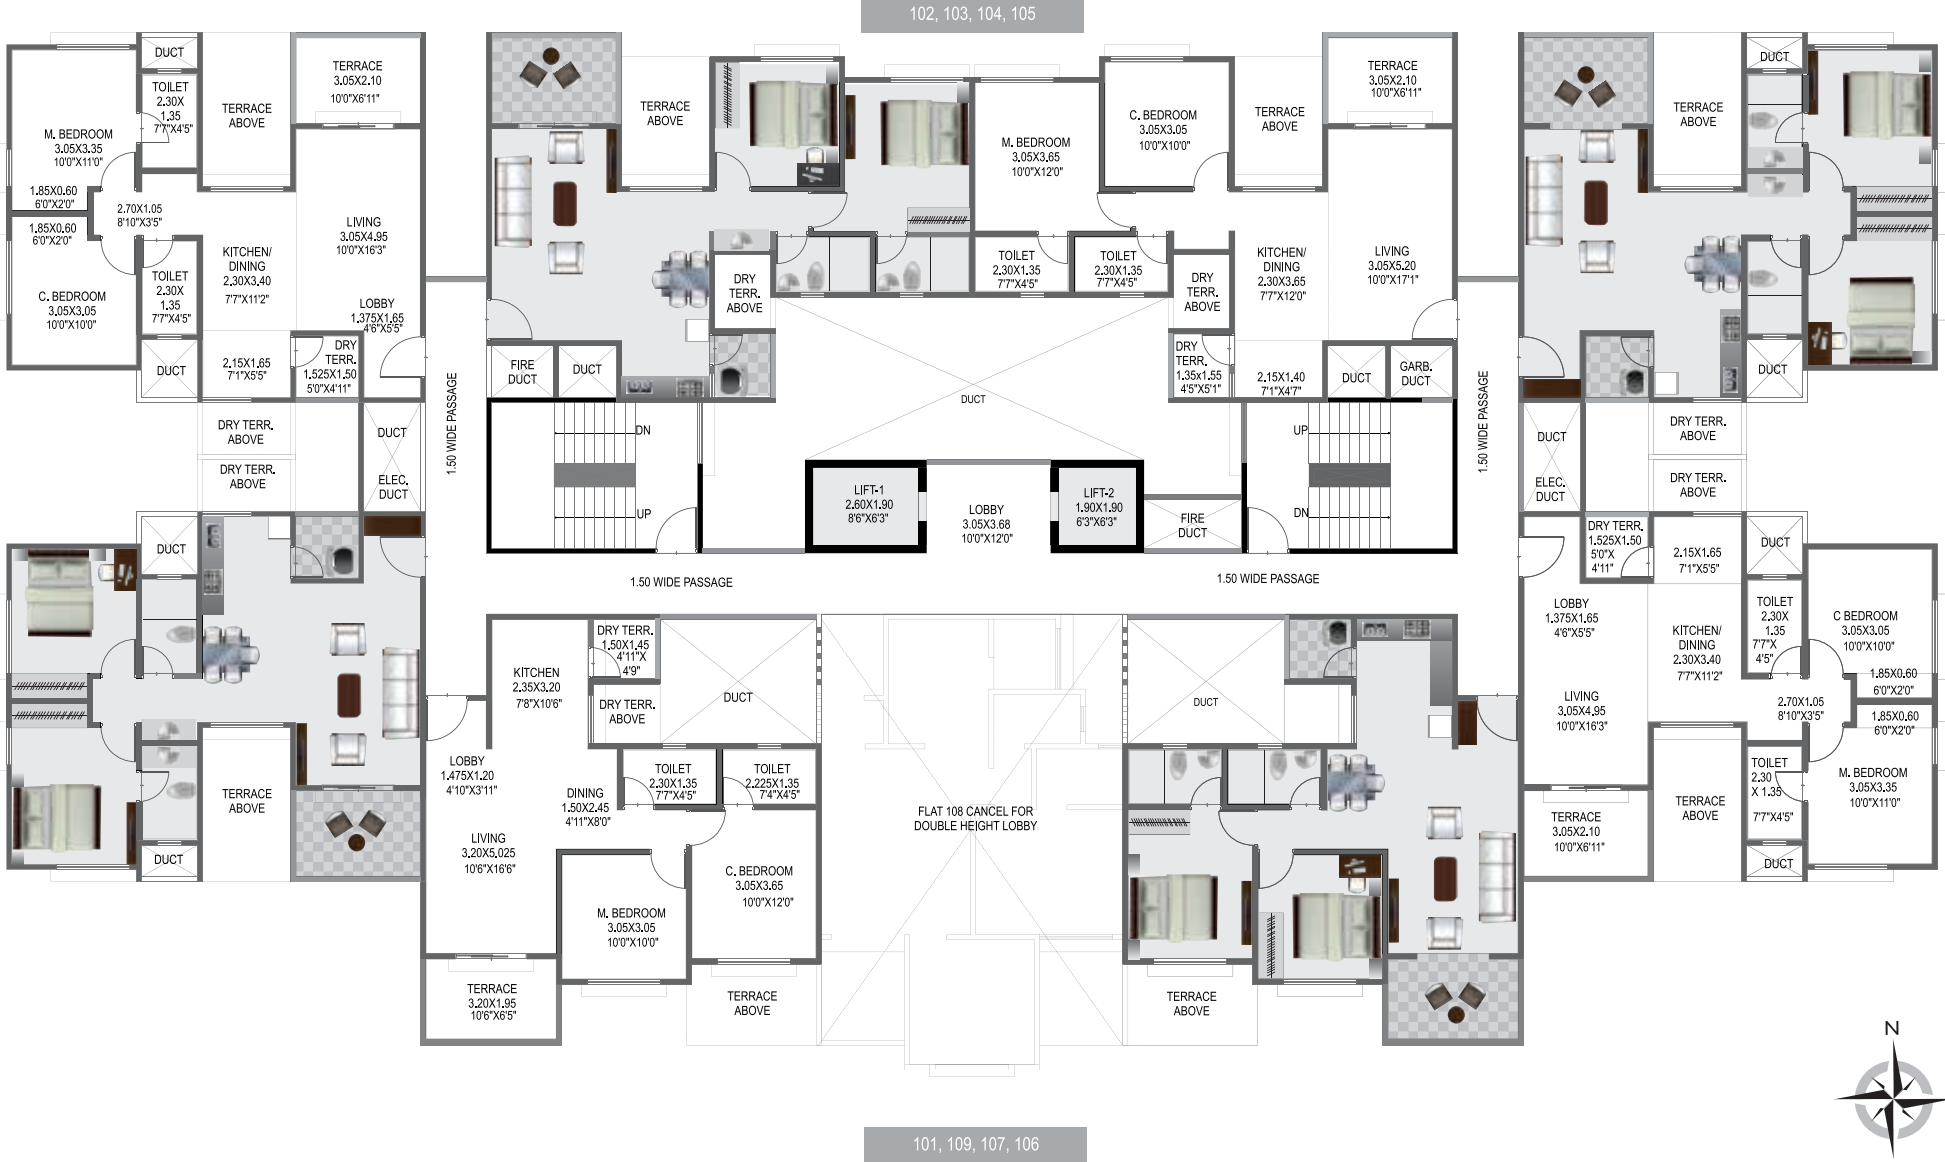 102, 103, 104, 105
DUCT
TOILET
2.30X
1.35
7'7"X4'5"
M. BEDROOM
3.05X3.35
10'0"X11'0"
1.85X0.60
6'0"X2'0"
1.85X0.60
6'0"X2'0"
C. BEDROOM
3.05X3.05
10'0"X10'0"
2.70X1.05
8'10"X3'5"
TOILET
2.30X
1.35
7'7"X4'5"
DUCT
TERRACE
ABOVE
TERRACE
3.05X2.10
10'0"X6'11"
LIVING
3.05X4.95
10'0"X16'3"
KITCHEN/
DINING
2.30X3.40
7'7"X11'2"
LOBBY
1.375X1.65
4'6"X5'5"
2.15X1.65
7'1"X5'5"
DRY
TERR.
1.525X1.50
5'0"X4'11"
DRY TERR.
ABOVE
DRY TERR.
ABOVE
DUCT
ELEC.
DUCT
1.50 WIDE PASSAGE
TERRACE
ABOVE
DRY
TERR.
ABOVE
FIRE
DUCT
DUCT
DN
UP
M. BEDROOM
3.05X3.65
10'0"X12'0"
C. BEDROOM
3.05X3.05
10'0"X10'0"
TERRACE
ABOVE
TERRACE
3.05X2.10
10'0"X6'11"
TOILET
2.30X1.35
7'7"X4'5"
TOILET
2.30X1.35
7'7"X4'5"
DRY
TERR.
ABOVE
KITCHEN/
DINING
2.30X3.65
7'7"X12'0"
LIVING
3.05X5.20
10'0"X17'1"
DRY
TERR.
1.35x1.55
4'5"X5'1"
2.15X1.40
7'1"X4'7"
DUCT
GARB.
DUCT
DUCT
UP
DN
LIFT-1
2.60X1.90
8'6"X6'3"
LOBBY
3.05X3.68
10'0"X12'0"
LIFT-2
1.90X1.90
6'3"X6'3"
FIRE
DUCT
1.50 WIDE PASSAGE
1.50 WIDE PASSAGE
1.50 WIDE PASSAGE
TERRACE
ABOVE
DUCT
DUCT
DUCT
ELEC.
DUCT
DRY TERR.
ABOVE
DRY TERR.
ABOVE
DUCT
TERRACE
ABOVE
DUCT
KITCHEN
2.35X3.20
7'8"X10'6"
DRY TERR.
1.50X1.45
4'11"X
4'9"
DRY TERR.
ABOVE
DUCT
LOBBY
1.475X1.20
4'10"X3'11"
DINING
1.50X2.45
4'11"X8'0"
TOILET
2.30X1.35
7'7"X4'5"
TOILET
2.225X1.35
7'4"X4'5"
LIVING
3.20X5.025
10'6"X16'6"
M. BEDROOM
3.05X3.05
10'0"X10'0"
C. BEDROOM
3.05X3.65
10'0"X12'0"
TERRACE
3.20X1.95
10'6"X6'5"
TERRACE
ABOVE
FLAT 108 CANCEL FOR
DOUBLE HEIGHT LOBBY
DUCT
TERRACE
ABOVE
DRY TERR.
1.525X1.50
5'0"X
4'11"
2.15X1.65
7'1"X5'5"
DUCT
LOBBY
1.375X1.65
4'6"X5'5"
KITCHEN/
DINING
2.30X3.40
7'7"X11'2"
TOILET
2.30X
1.35
7'7"X
4'5"
C BEDROOM
3.05X3.05
10'0"X10'0"
1.85X0.60
6'0"X2'0"
LIVING
3.05X4.95
10'0"X16'3"
2.70X1.05
8'10"X3'5"
1.85X0.60
6'0"X2'0"
TOILET
2.30
X 1.35
7'7"X4'5"
M. BEDROOM
3.05X3.35
10'0"X11'0"
TERRACE
3.05X2.10
10'0"X6'11"
TERRACE
ABOVE
DUCT
N
101, 109, 107, 106